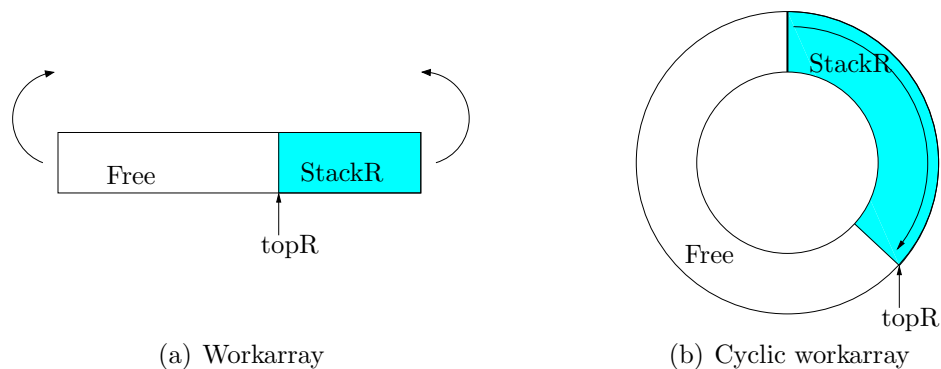 Free
StackR
topR
(a) Workarray
StackR
Free
topR
(b) Cyclic workarray